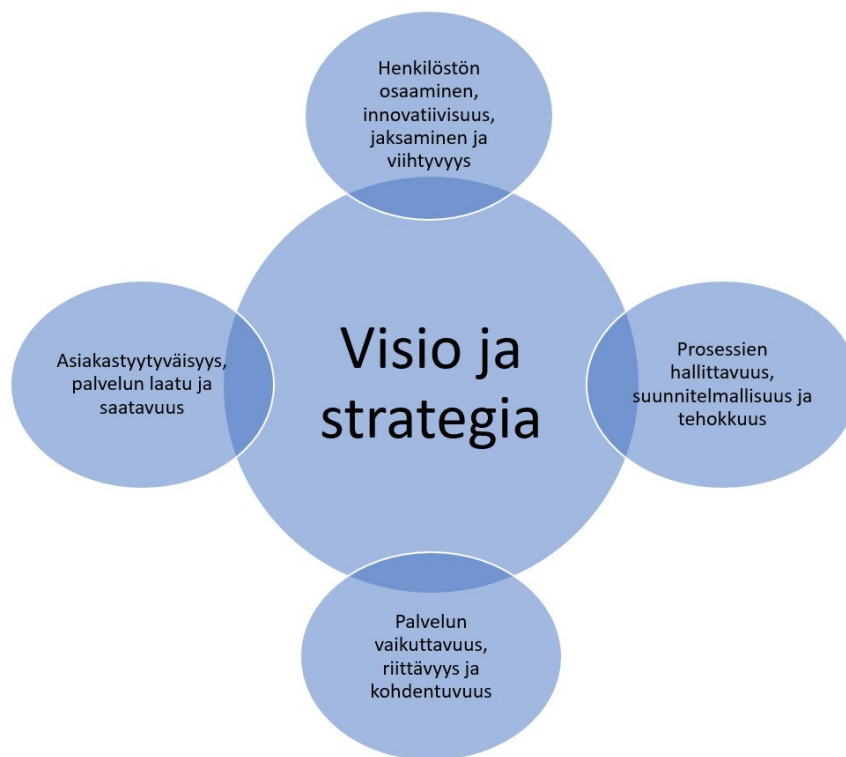 Henkilöstön
osaaminen,
innovatiivisuus,
jaksaminen ja
viihtyvyys
Asiakastyytyväisyys,
palvelun laatu ja
saatavuus
Visio ja
strategia
Prosessien
hallittavuus,
suunnitelmallisuus ja
tehokkuus
Palvelun
vaikuttavuus,
riittävyys ja
kohdentuvuus